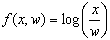 f(x, w) = log(x/w)